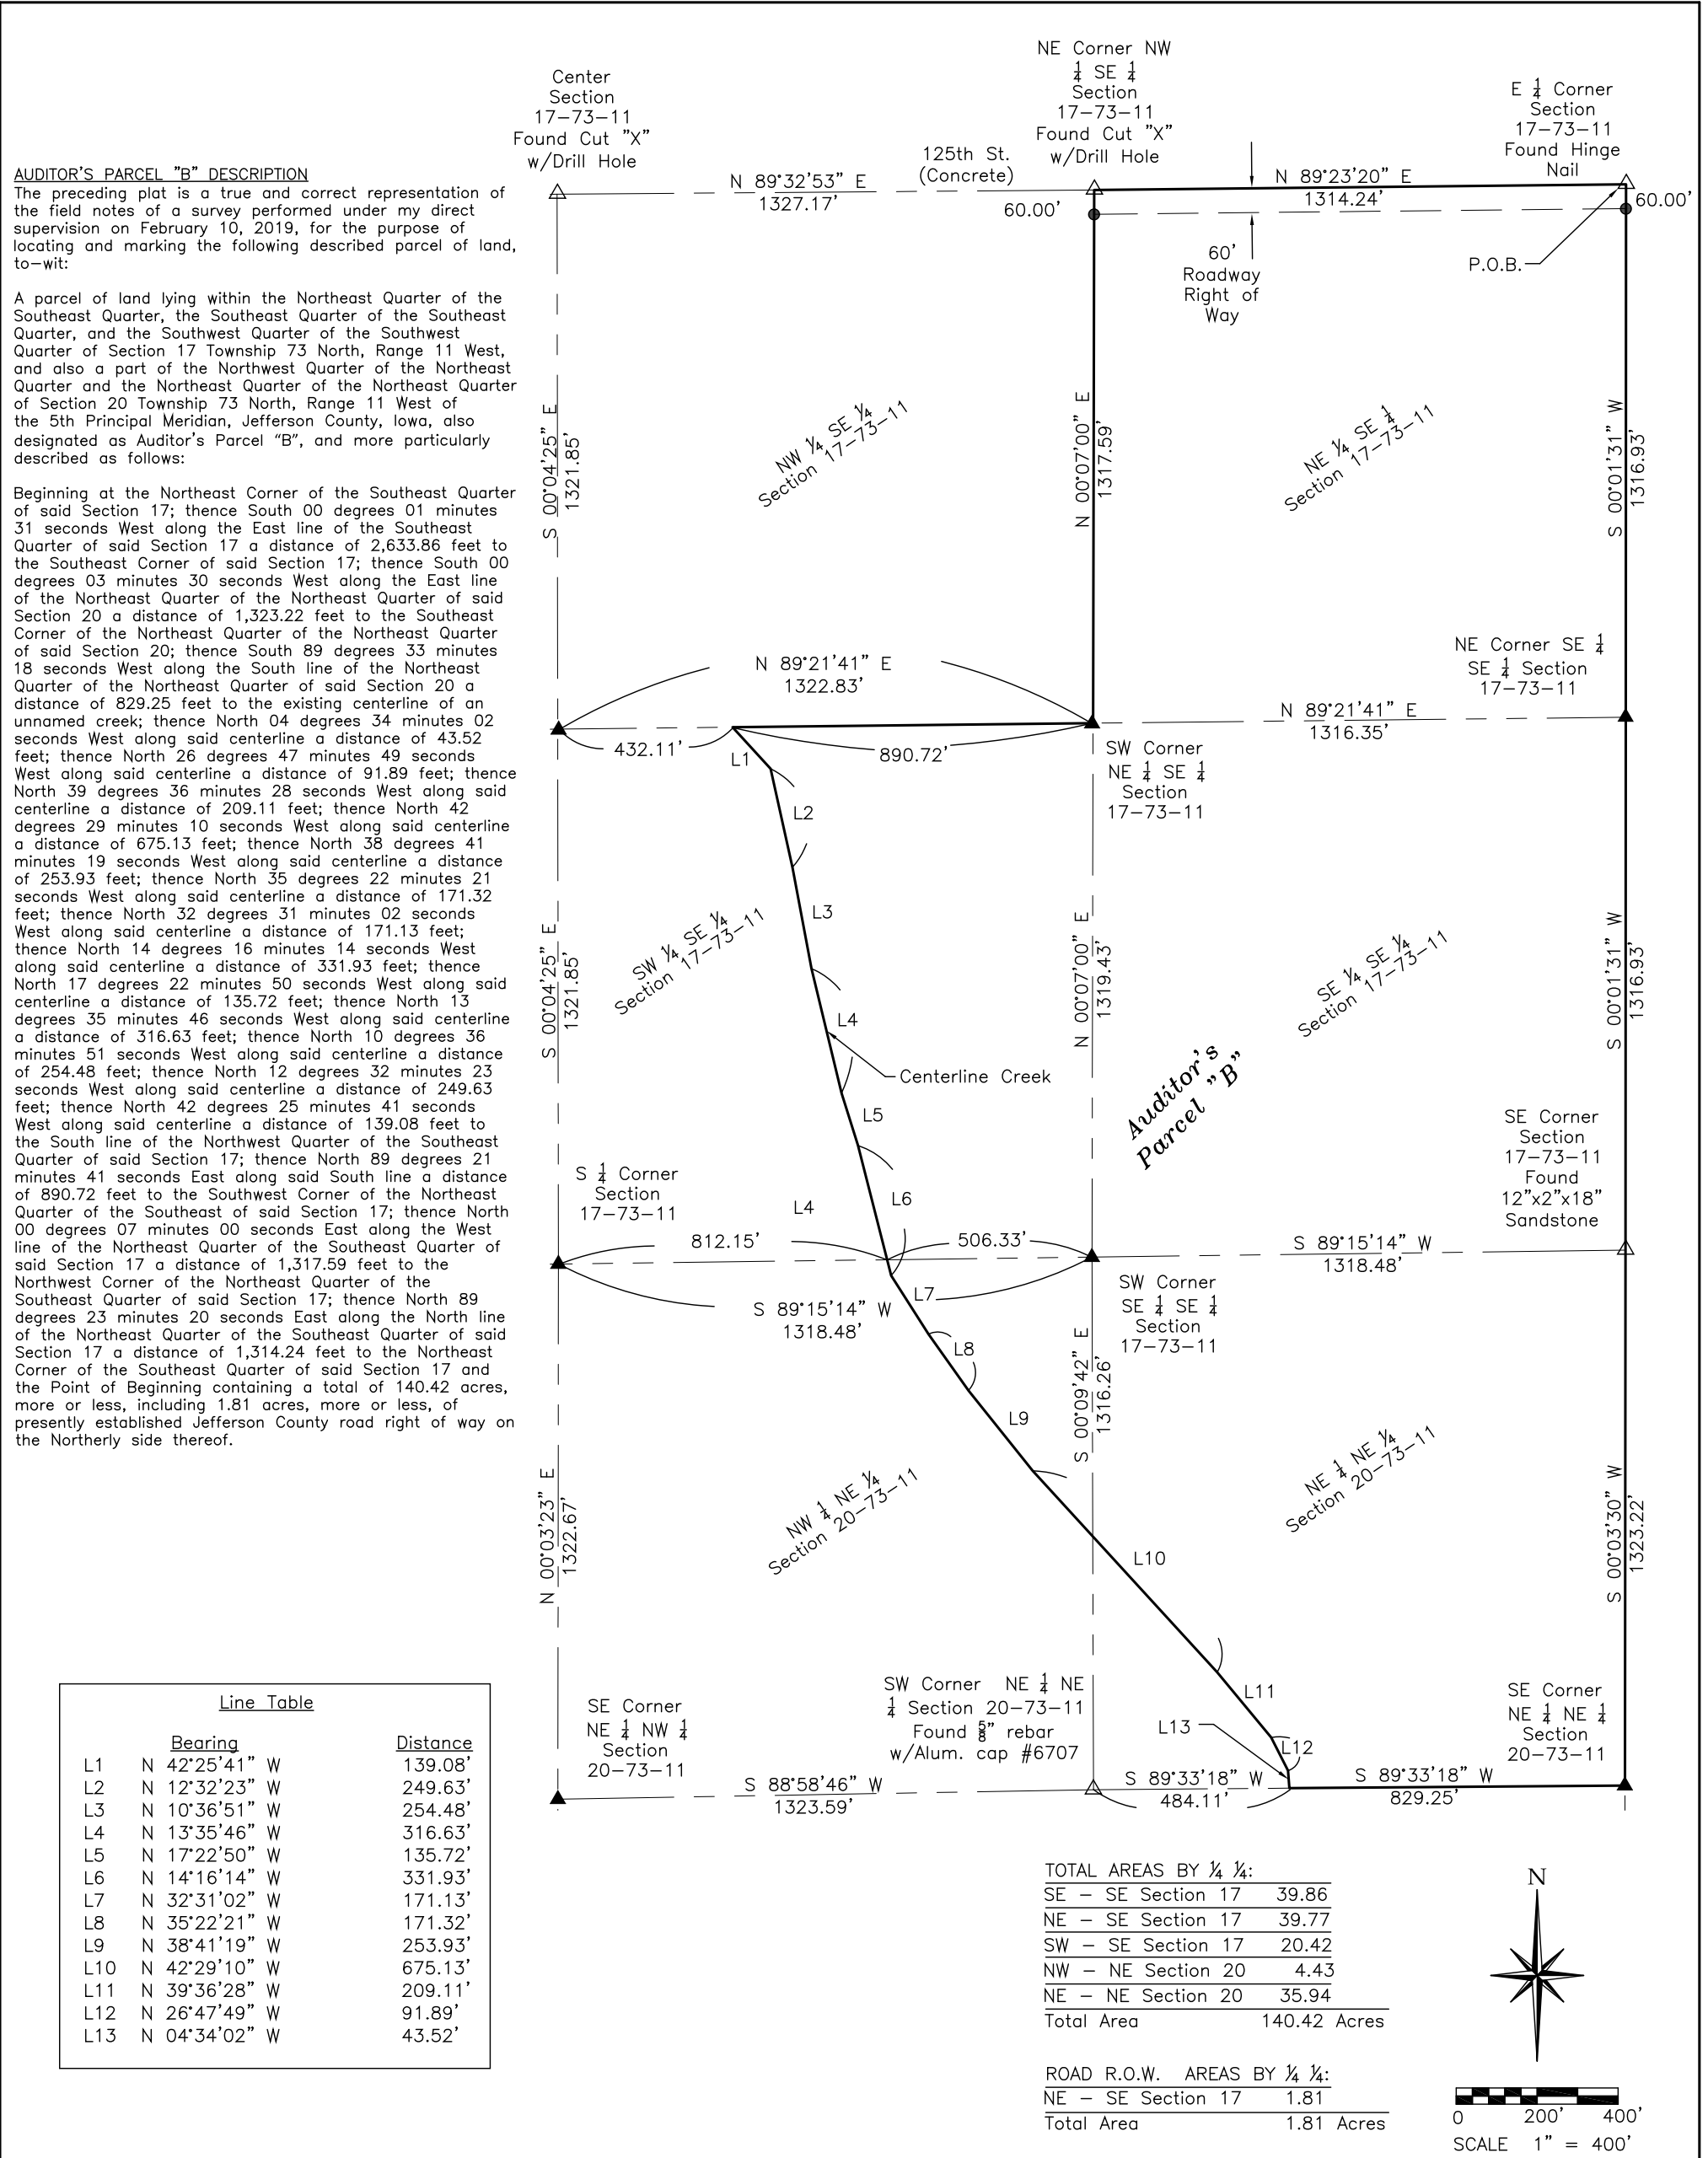 AUDITOR'S PARCEL "B" DESCRIPTION
The preceding plat is a true and correct representation of
the field notes of a survey performed under my direct
supervision on February 10, 2019, for the purpose of
locating and marking the following described parcel of land,
to-wit:
A parcel of land lying within the Northeast Quarter of the
Southeast Quarter, the Southeast Quarter of the Southeast
Quarter, and the Southwest Quarter of the Southwest
Quarter of Section 17 Township 73 North, Range 11 West,
and also a part of the Northwest Quarter of the Northeast
Quarter and the Northeast Quarter of the Northeast Quarter
of Section 20 Township 73 North, Range 11 West of
the 5th Principal Meridian, Jefferson County, Iowa, also
designated as Auditor's Parcel "B", and more particularly
described as follows:
Beginning at the Northeast Corner of the Southeast Quarter
of said Section 17; thence South 00 degrees 01 minutes
31 seconds West along the East line of the Southeast
Quarter of said Section 17 a distance of 2,633.86 feet to
the Southeast Corner of said Section 17; thence South 00
degrees 03 minutes 30 seconds West along the East line
of the Northeast Quarter of the Northeast Quarter of said
Section 20 a distance of 1,323.22 feet to the Southeast
Corner of the Northeast Quarter of the Northeast Quarter
of said Section 20; thence South 89 degrees 33 minutes
18 seconds West along the South line of the Northeast
Quarter of the Northeast Quarter of said Section 20 a
distance of 829.25 feet to the existing centerline of an
unnamed creek; thence North 04 degrees 34 minutes 02
seconds West along said centerline a distance of 43.52
feet; thence North 26 degrees 47 minutes 49 seconds
West along said centerline a distance of 91.89 feet; thence
North 39 degrees 36 minutes 28 seconds West along said
centerline a distance of 209.11 feet; thence North 42
degrees 29 minutes 10 seconds West along said centerline
a distance of 675.13 feet; thence North 38 degrees 41
minutes 19 seconds West along said centerline a distance
of 253.93 feet; thence North 35 degrees 22 minutes 21
seconds West along said centerline a distance of 171.32
feet; thence North 32 degrees 31 minutes 02 seconds
West along said centerline a distance of 171.13 feet;
thence North 14 degrees 16 minutes 14 seconds West
along said centerline a distance of 331.93 feet; thence
North 17 degrees 22 minutes 50 seconds West along said
centerline a distance of 135.72 feet; thence North 13
degrees 35 minutes 46 seconds West along said centerline
a distance of 316.63 feet; thence North 10 degrees 36
minutes 51 seconds West along said centerline a distance
of 254.48 feet; thence North 12 degrees 32 minutes 23
seconds West along said centerline a distance of 249.63
feet; thence North 42 degrees 25 minutes 41 seconds
West along said centerline a distance of 139.08 feet to
the South line of the Northwest Quarter of the Southeast
Quarter of said Section 17; thence North 89 degrees 21
minutes 41 seconds East along said South line a distance
of 890.72 feet to the Southwest Corner of the Northeast
Quarter of the Southeast of said Section 17; thence North
00 degrees 07 minutes 00 seconds East along the West
line of the Northeast Quarter of the Southeast Quarter of
said Section 17 a distance of 1,317.59 feet to the
Northwest Corner of the Northeast Quarter of the
Southeast Quarter of said Section 17; thence North 89
degrees 23 minutes 20 seconds East along the North line
of the Northeast Quarter of the Southeast Quarter of said
Section 17 a distance of 1,314.24 feet to the Northeast
Corner of the Southeast Quarter of said Section 17 and
the Point of Beginning containing a total of 140.42 acres,
more or less, including 1.81 acres, more or less, of
presently established Jefferson County road right of way on
the Northerly side thereof.
Center
Section
17-73-11
Found Cut "X"
w/Drill Hole
NE Corner NW
¼ SE ¼
Section
17-73-11
Found Cut "X"
w/Drill Hole
E ¼ Corner
Section
17-73-11
Found Hinge
Nail
N 89°32'53" E
1327.17'
125th St.
(Concrete)
60.00'
N 89°23'20" E
1314.24'
60.00'
60'
Roadway
Right of
Way
P.O.B.
S 00°04'25" E
1321.85'
NW ¼ SE ¼
Section 17-73-11
N 00°07'00" E
1317.59'
NE ¼ SE ¼
Section 17-73-11
S 00°01'31" W
1316.93'
N 89°21'41" E
1322.83'
NE Corner SE ¼
SE ¼ Section
17-73-11
N 89°21'41" E
1316.35'
432.11'
890.72'
L1
SW Corner
NE ¼ SE ¼
Section
17-73-11
L2
L3
S 00°04'25" E
1321.85'
SW ¼ SE ¼
Section 17-73-11
N 00°07'00" E
1319.43'
SE ¼ SE ¼
Section 17-73-11
S 00°01'31" W
1316.93'
L4
Centerline Creek
L5
Auditor's
Parcel "B"
SE Corner
Section
17-73-11
Found
12"x2"x18"
Sandstone
S ¼ Corner
Section
17-73-11
L4
L6
812.15'
506.33'
S 89°15'14" W
1318.48'
S 89°15'14" W
1318.48'
L7
SW Corner
SE ¼ SE ¼
Section
17-73-11
L8
L9
S 00°09'42" E
1316.26'
N 00°03'23" E
1322.67'
NW ¼ NE ¼
Section 20-73-11
L10
NE ¼ NE ¼
Section 20-73-11
S 00°03'30" W
1323.22'
L11
L13
L12
SE Corner
NE ¼ NW ¼
Section
20-73-11
SW Corner NE ¼ NE
¼ Section 20-73-11
Found ⅝" rebar
w/Alum. cap #6707
SE Corner
NE ¼ NE ¼
Section
20-73-11
S 88°58'46" W
1323.59'
S 89°33'18" W
484.11'
S 89°33'18" W
829.25'
Line Table
Bearing Distance
L1 N 42°25'41" W 139.08'
L2 N 12°32'23" W 249.63'
L3 N 10°36'51" W 254.48'
L4 N 13°35'46" W 316.63'
L5 N 17°22'50" W 135.72'
L6 N 14°16'14" W 331.93'
L7 N 32°31'02" W 171.13'
L8 N 35°22'21" W 171.32'
L9 N 38°41'19" W 253.93'
L10 N 42°29'10" W 675.13'
L11 N 39°36'28" W 209.11'
L12 N 26°47'49" W 91.89'
L13 N 04°34'02" W 43.52'
TOTAL AREAS BY ¼ ¼:
SE - SE Section 17 39.86
NE - SE Section 17 39.77
SW - SE Section 17 20.42
NW - NE Section 20 4.43
NE - NE Section 20 35.94
Total Area 140.42 Acres
ROAD R.O.W. AREAS BY ¼ ¼:
NE - SE Section 17 1.81
Total Area 1.81 Acres
N
0 200' 400'
SCALE 1" = 400'